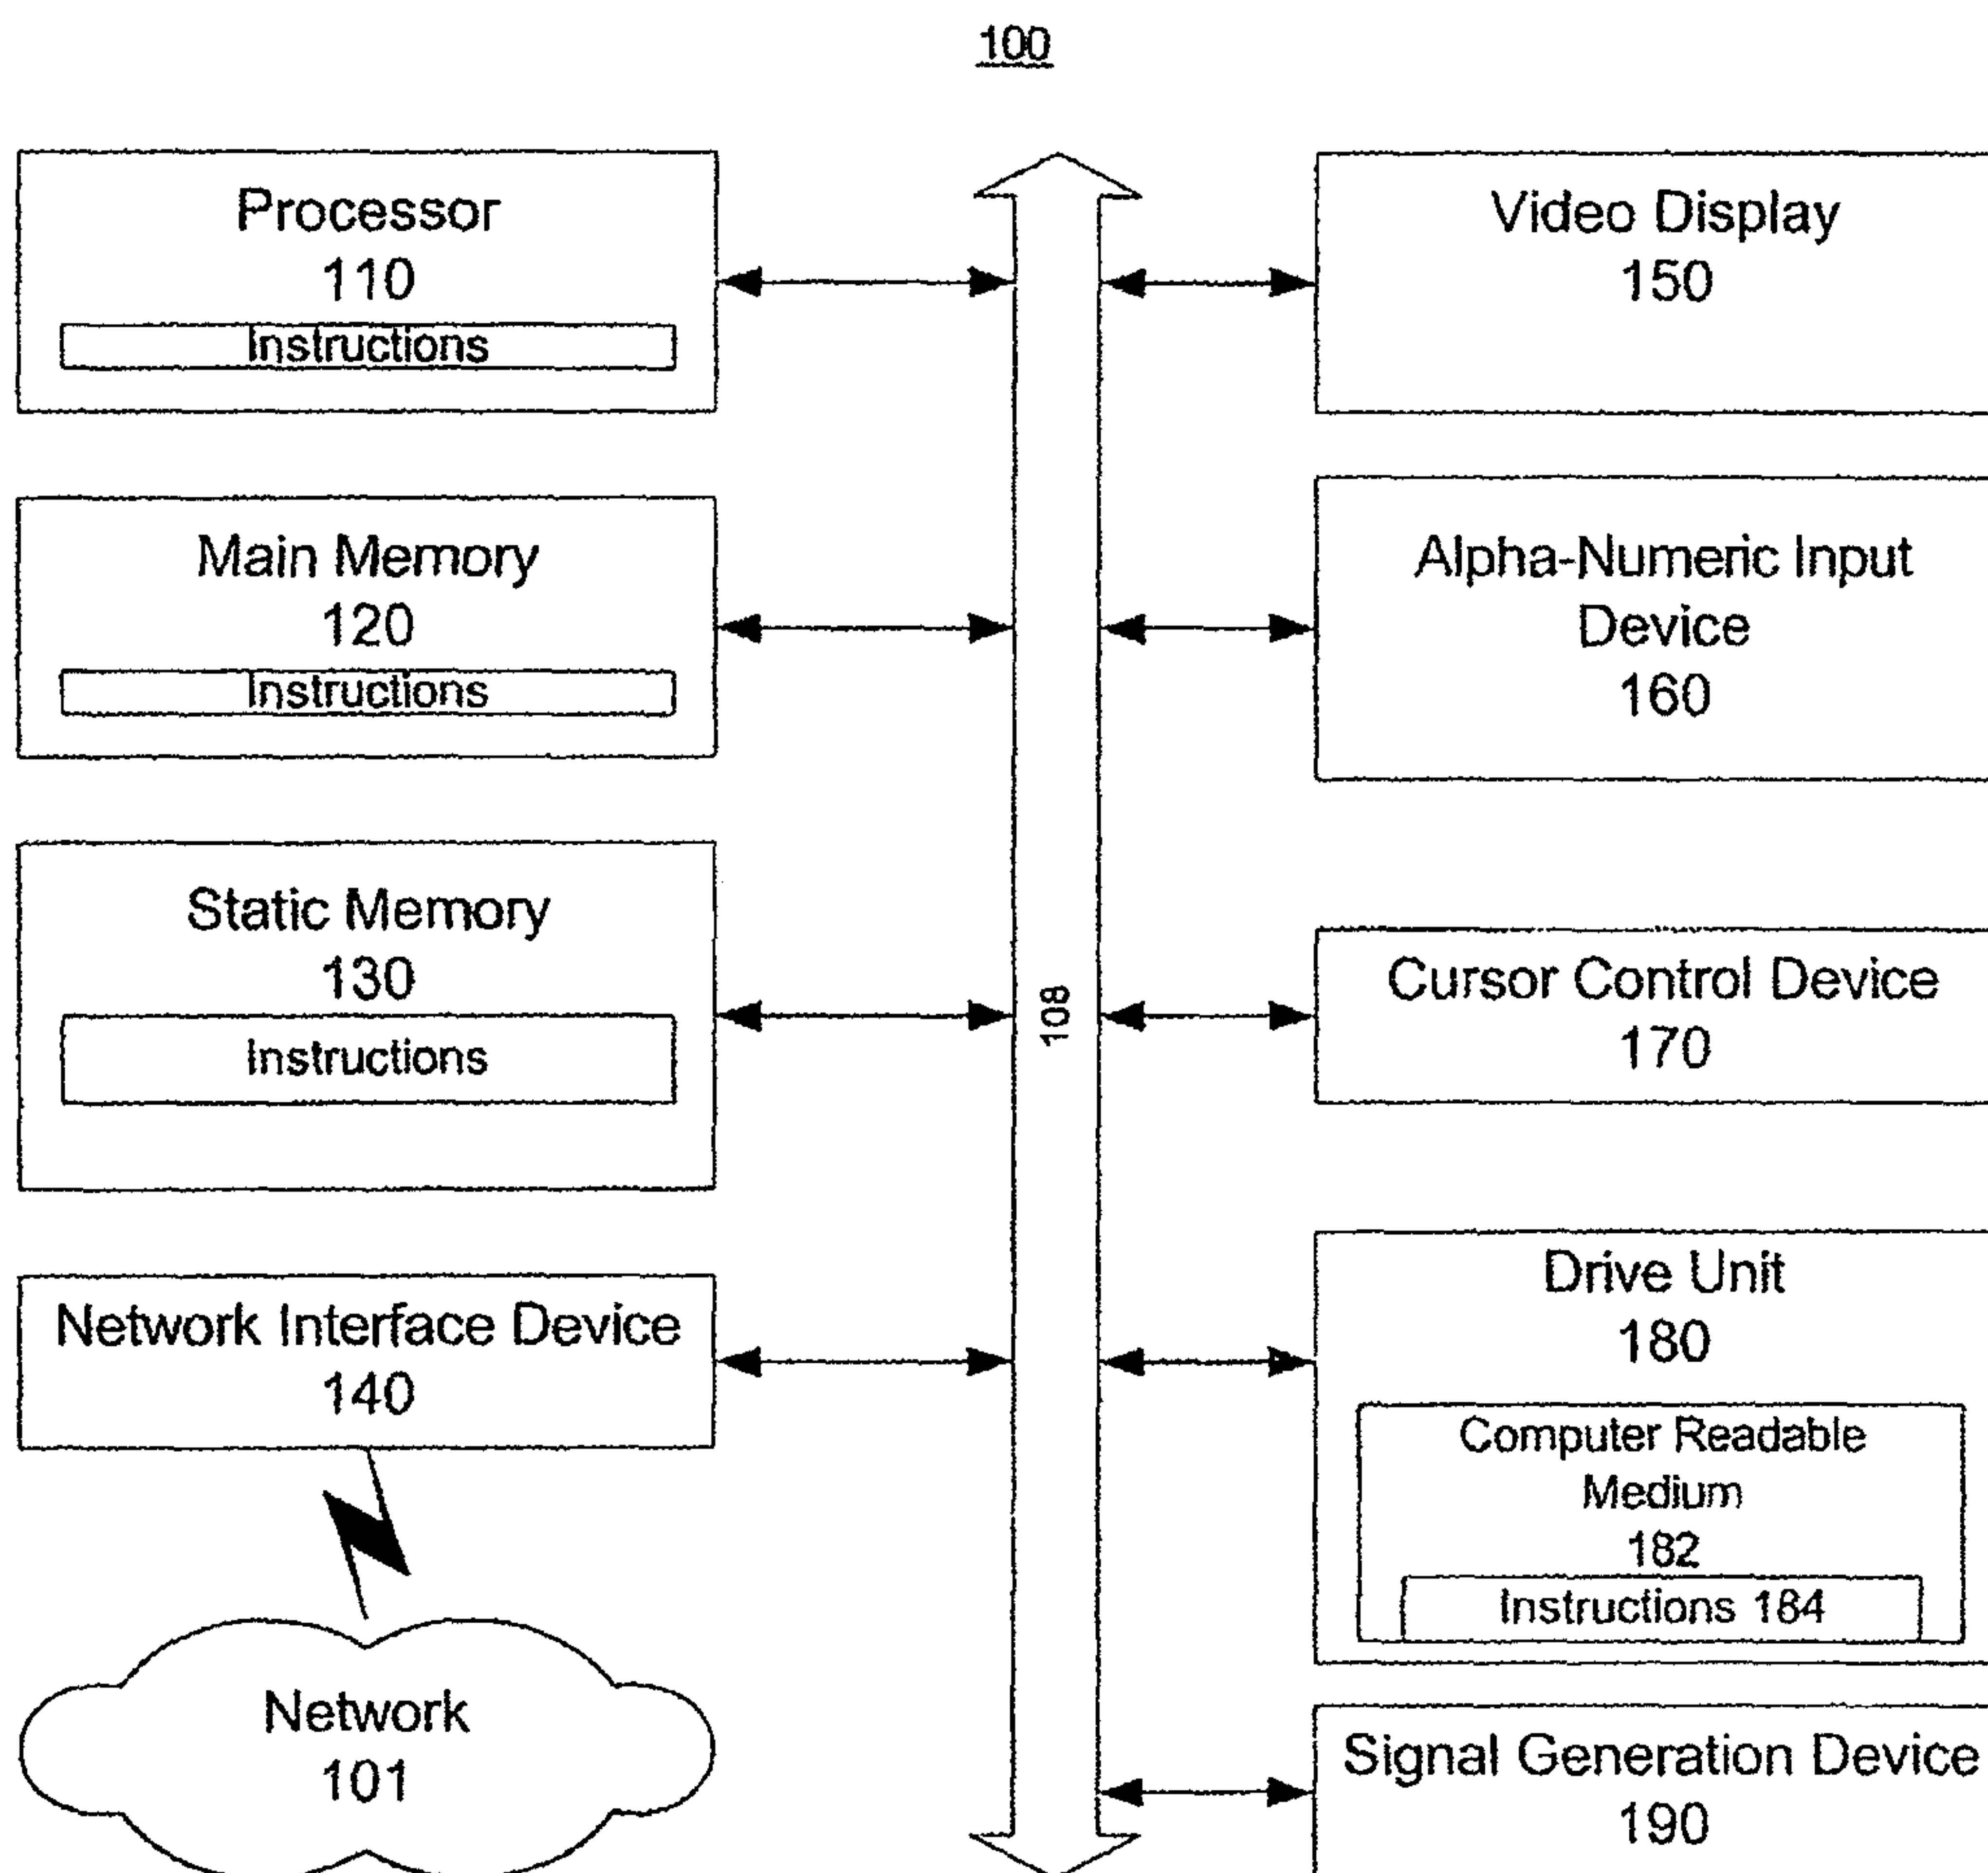 100
Processor
110
Instructions
Main Memory
120
Instructions
Static Memory
130
Instructions
Network Interface Device
140
Network
101
108
Video Display
150
Alpha-Numeric Input
Device
160
Cursor Control Device
170
Drive Unit
180
Computer Readable
Medium
182
Instructions 184
Signal Generation Device
190